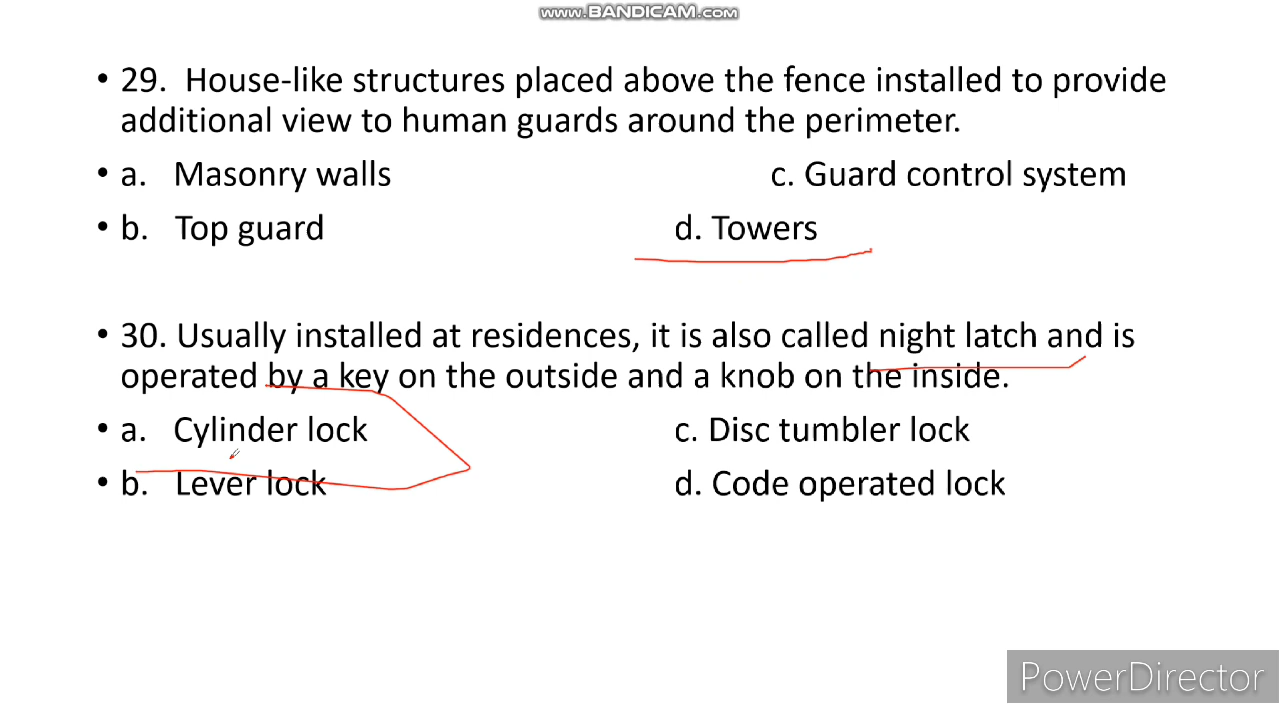 www.BANDICAM.com
• 29. House-like structures placed above the fence installed to provide
additional view to human guards around the perimeter.
• a. Masonry walls c. Guard control system
• b. Top guard d. Towers
• 30. Usually installed at residences, it is also called night latch and is
operated by a key on the outside and a knob on the inside.
• a. Cylinder lock c. Disc tumbler lock
• b. Lever lock d. Code operated lock
PowerDirector